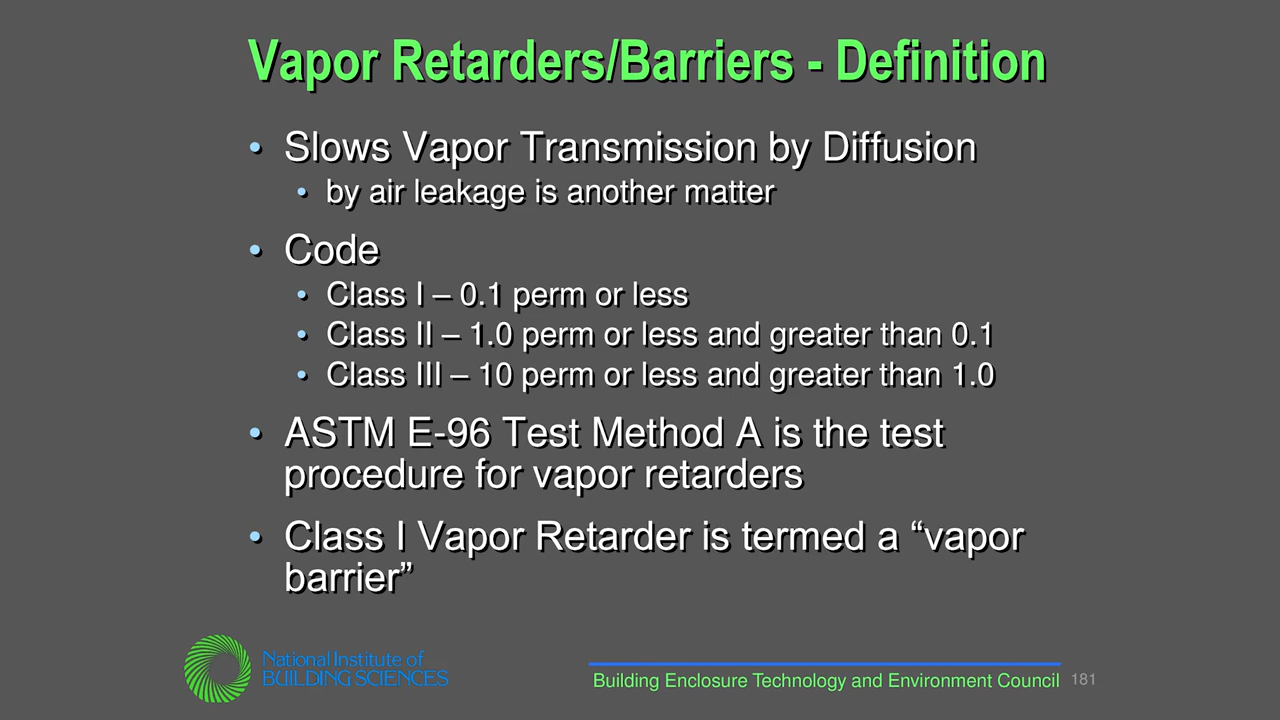 Vapor Retarders/Barriers - Definition
• Slows Vapor Transmission by Diffusion
• by air leakage is another matter
• Code
• Class I – 0.1 perm or less
• Class II – 1.0 perm or less and greater than 0.1
• Class III – 10 perm or less and greater than 1.0
• ASTM E-96 Test Method A is the test
procedure for vapor retarders
• Class I Vapor Retarder is termed a “vapor
barrier”
National Institute of
BUILDING SCIENCES
Building Enclosure Technology and Environment Council 181